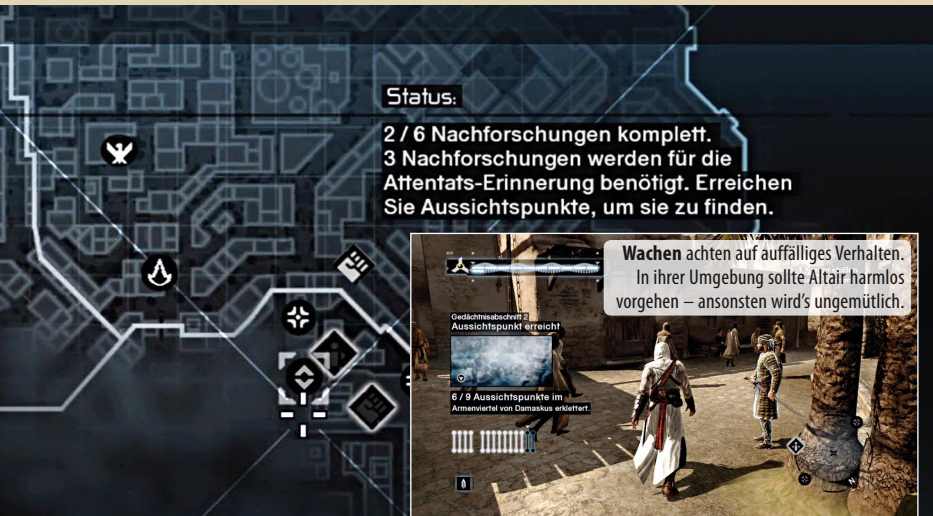 Status:
2 / 6 Nachforschungen komplett.
3 Nachforschungen werden für die
Attentats-Erinnerung benötigt. Erreichen
Sie Aussichtspunkte, um sie zu finden.
Wachen achten auf auffälliges Verhalten.
In ihrer Umgebung sollte Altair harmlos
vorgehen – ansonsten wird's ungemütlich.
Gedächtnisabschnitt 2
Aussichtspunkt erreicht
6 / 9 Aussichtspunkte im
Armenviertel von Damaskus erklettert.
N